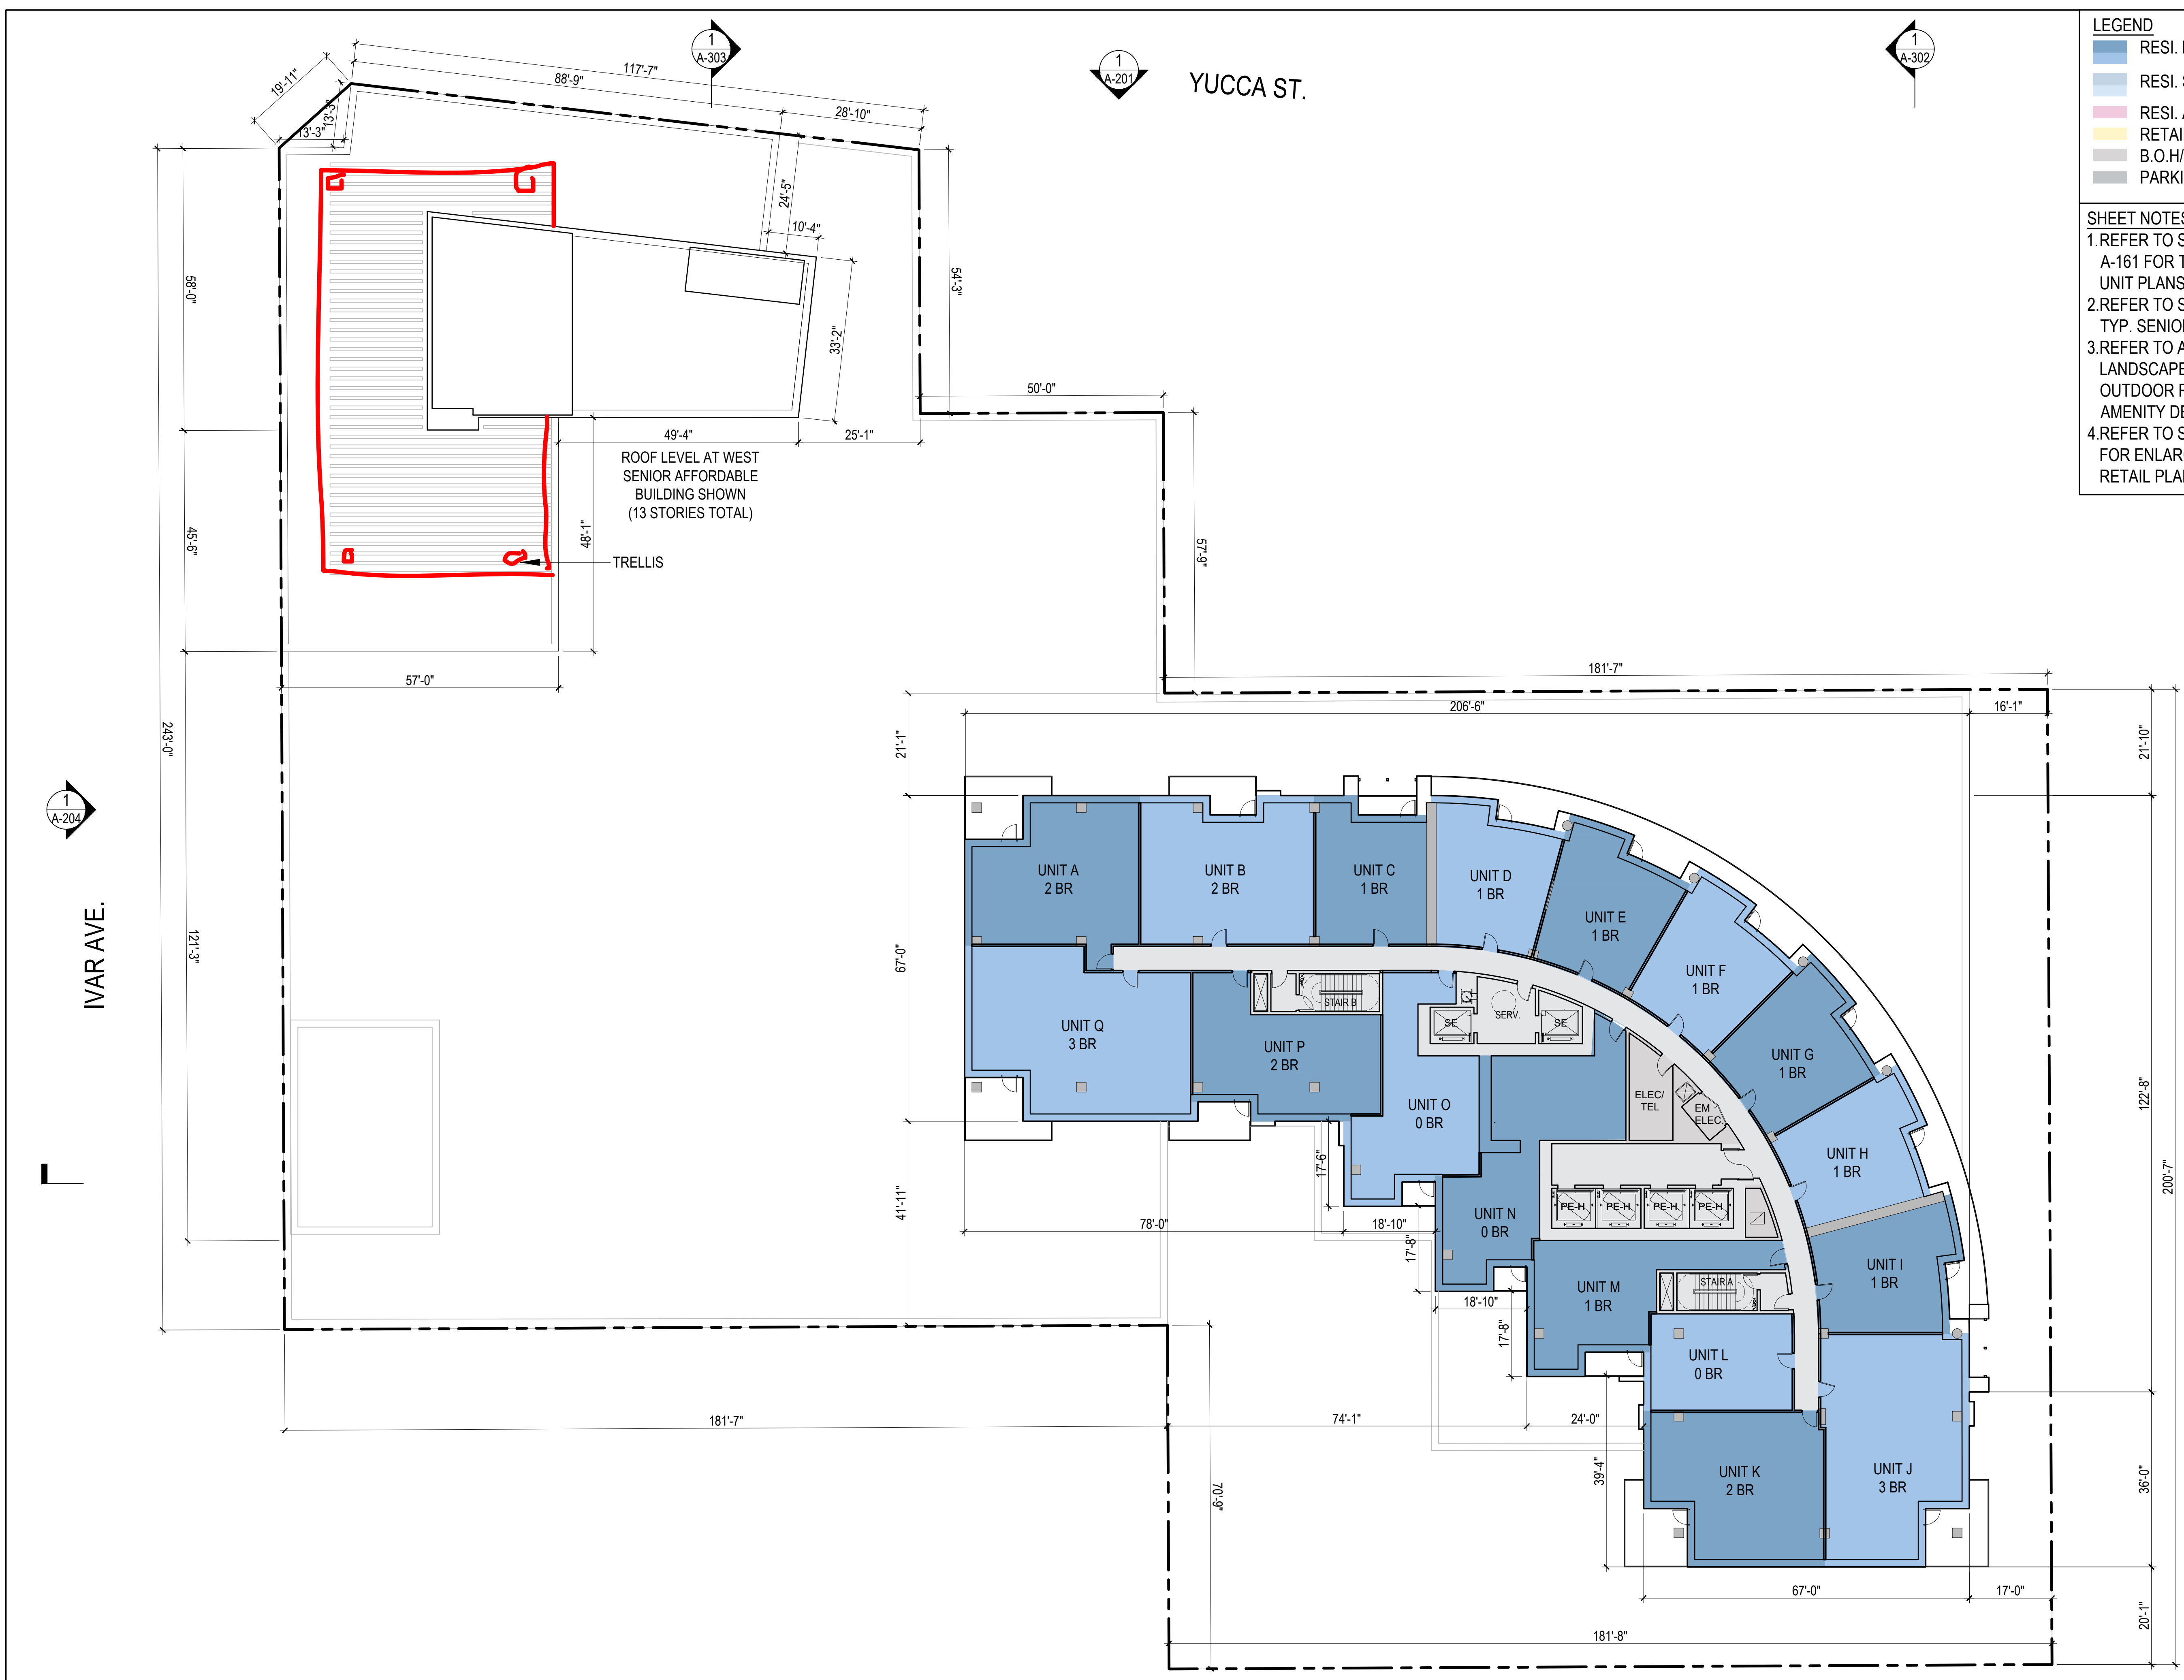 1
A-303
1
A-201
YUCCA ST.
1
A-302
LEGEND
RESI.
RESI.
RESI.
RETAI
B.O.H/
PARKI
SHEET NOTES
1.REFER TO S
A-161 FOR T
UNIT PLANS
2.REFER TO S
TYP. SENIO
3.REFER TO A
LANDSCAPE
OUTDOOR
AMENITY DE
4.REFER TO S
FOR ENLAR
RETAIL PLA
19'-11"
117'-7"
88'-9"
28'-10"
13'-3"
13'-3"
24'-5"
10'-4"
54'-3"
33'-2"
58'-0"
50'-0"
49'-4"
25'-1"
ROOF LEVEL AT WEST
SENIOR AFFORDABLE
BUILDING SHOWN
(13 STORIES TOTAL)
TRELLIS
48'-1"
45'-6"
57'-9"
57'-0"
243'-0"
121'-3"
IVAR AVE.
1
A-204
181'-7"
206'-6"
16'-1"
21'-1"
21'-10"
67'-0"
122'-8"
200'-7"
UNIT A
2 BR
UNIT B
2 BR
UNIT C
1 BR
UNIT D
1 BR
UNIT E
1 BR
UNIT F
1 BR
UNIT G
1 BR
UNIT H
1 BR
UNIT I
1 BR
UNIT Q
3 BR
UNIT P
2 BR
STAIR B
UNIT O
0 BR
SE
SERV.
SE
ELEC/
TEL
EM
ELEC.
PE-H
PE-H
PE-H
PE-H
UNIT N
0 BR
UNIT M
1 BR
STAIR A
UNIT L
0 BR
UNIT K
2 BR
UNIT J
3 BR
41'-11"
17'-6"
78'-0"
18'-10"
17'-8"
18'-10"
17'-8"
181'-7"
74'-1"
24'-0"
39'-4"
36'-0"
70'-9"
67'-0"
17'-0"
20'-1"
181'-8"